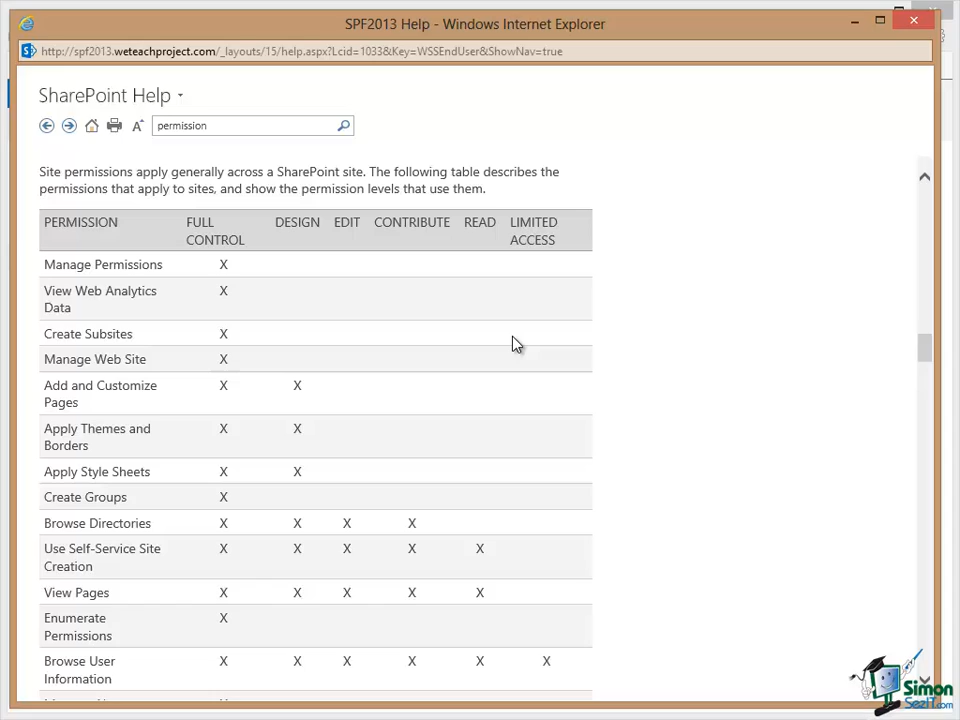 SPF2013 Help - Windows Internet Explorer
http://spf2013.weteachproject.com/_layouts/15/help.aspx?Lcid=1033&Key=WSSEndUser&ShowNav=true
SharePoint Help
permission
Site permissions apply generally across a SharePoint site. The following table describes the
permissions that apply to sites, and show the permission levels that use them.
PERMISSION FULL CONTROL DESIGN EDIT CONTRIBUTE READ LIMITED ACCESS
Manage Permissions X
View Web Analytics Data X
Create Subsites X
Manage Web Site X
Add and Customize Pages X X
Apply Themes and Borders X X
Apply Style Sheets X X
Create Groups X
Browse Directories X X X X
Use Self-Service Site Creation X X X X X
View Pages X X X X X
Enumerate Permissions X
Browse User Information X X X X X X
Simon
SezIT.com